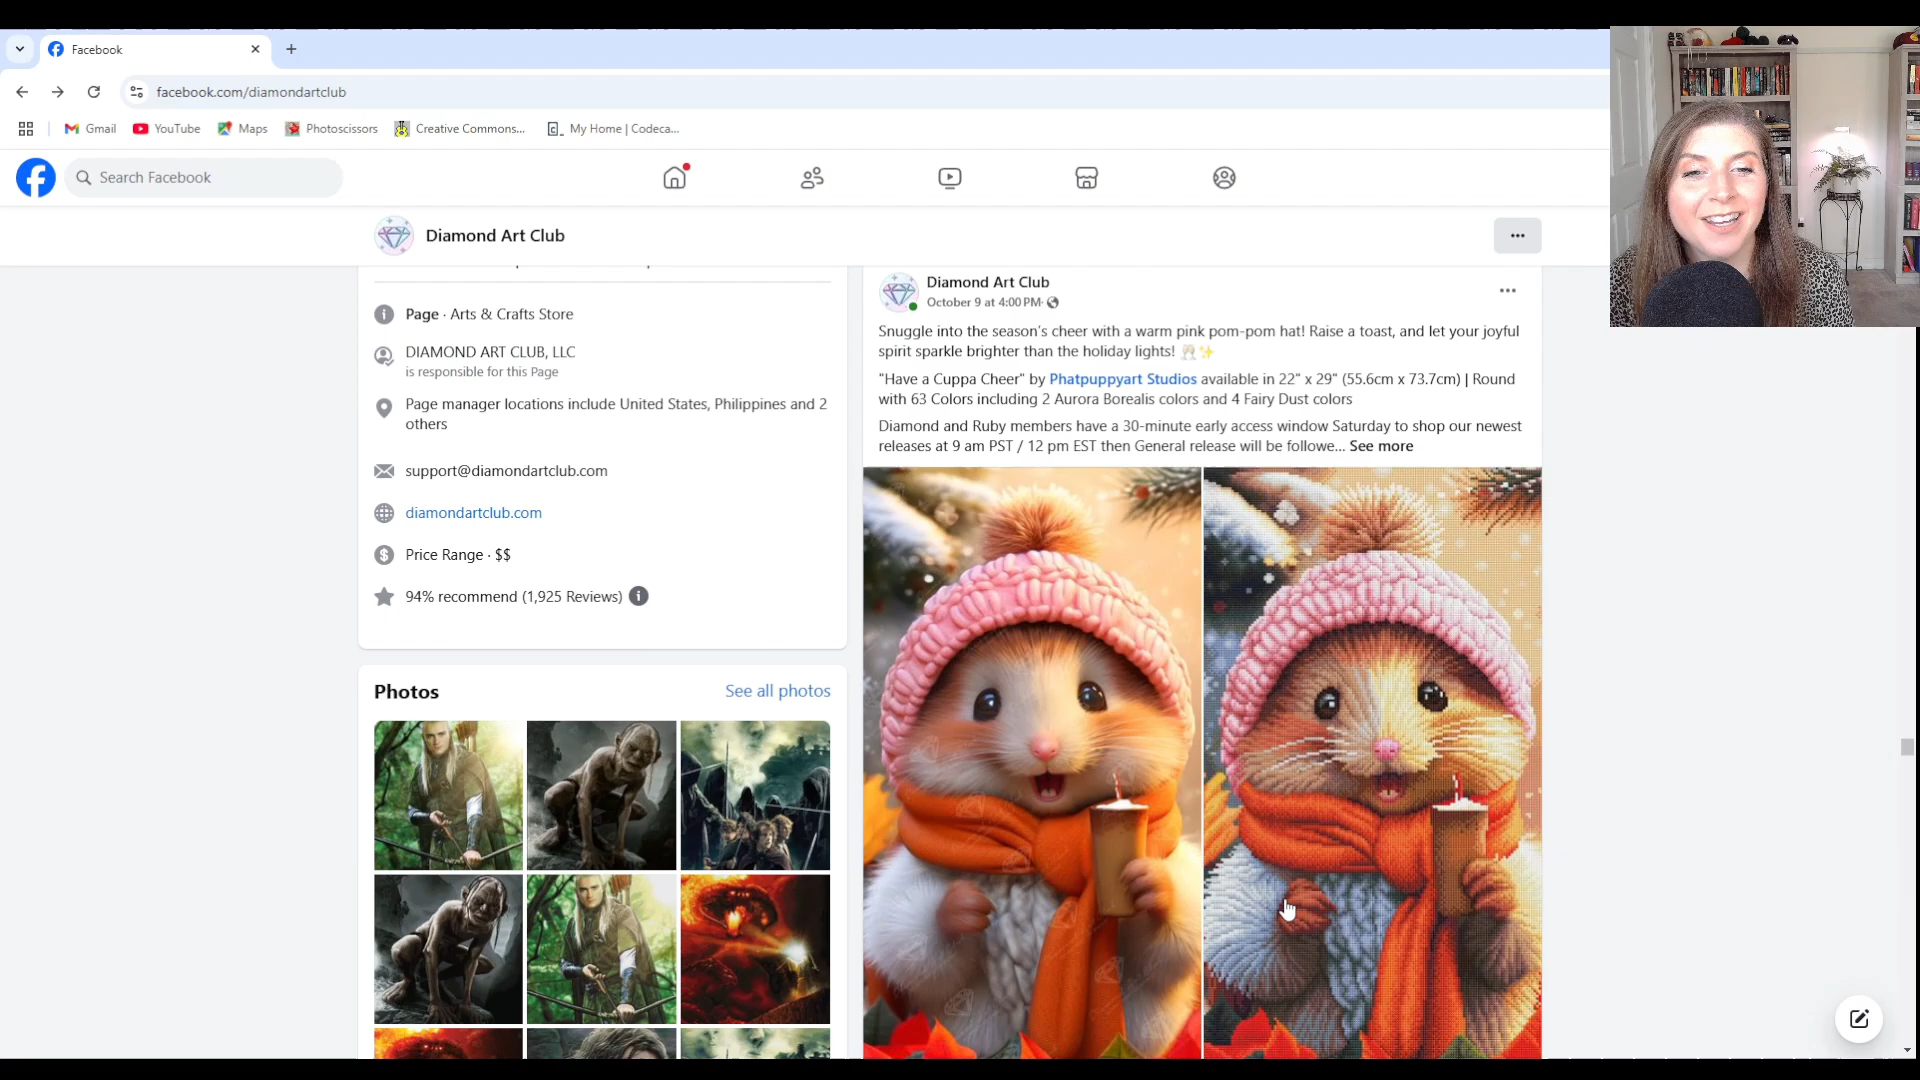 Facebook
facebook.com/diamondartclub
Gmail
YouTube
Maps
Photoscissors
Creative Commons...
My Home | Codeca...
Search Facebook
Diamond Art Club
Page · Arts & Crafts Store
DIAMOND ART CLUB, LLC
is responsible for this Page
Page manager locations include United States, Philippines and 2
others
support@diamondartclub.com
diamondartclub.com
Price Range · $$
94% recommend (1,925 Reviews)
Photos
See all photos
Diamond Art Club
October 9 at 4:00 PM ·
Snuggle into the season's cheer with a warm pink pom-pom hat! Raise a toast, and let your joyful
spirit sparkle brighter than the holiday lights! 🥂✨
"Have a Cuppa Cheer" by Phatpuppyart Studios available in 22" x 29" (55.6cm x 73.7cm) | Round
with 63 Colors including 2 Aurora Borealis colors and 4 Fairy Dust colors
Diamond and Ruby members have a 30-minute early access window Saturday to shop our newest
releases at 9 am PST / 12 pm EST then General release will be followe... See more